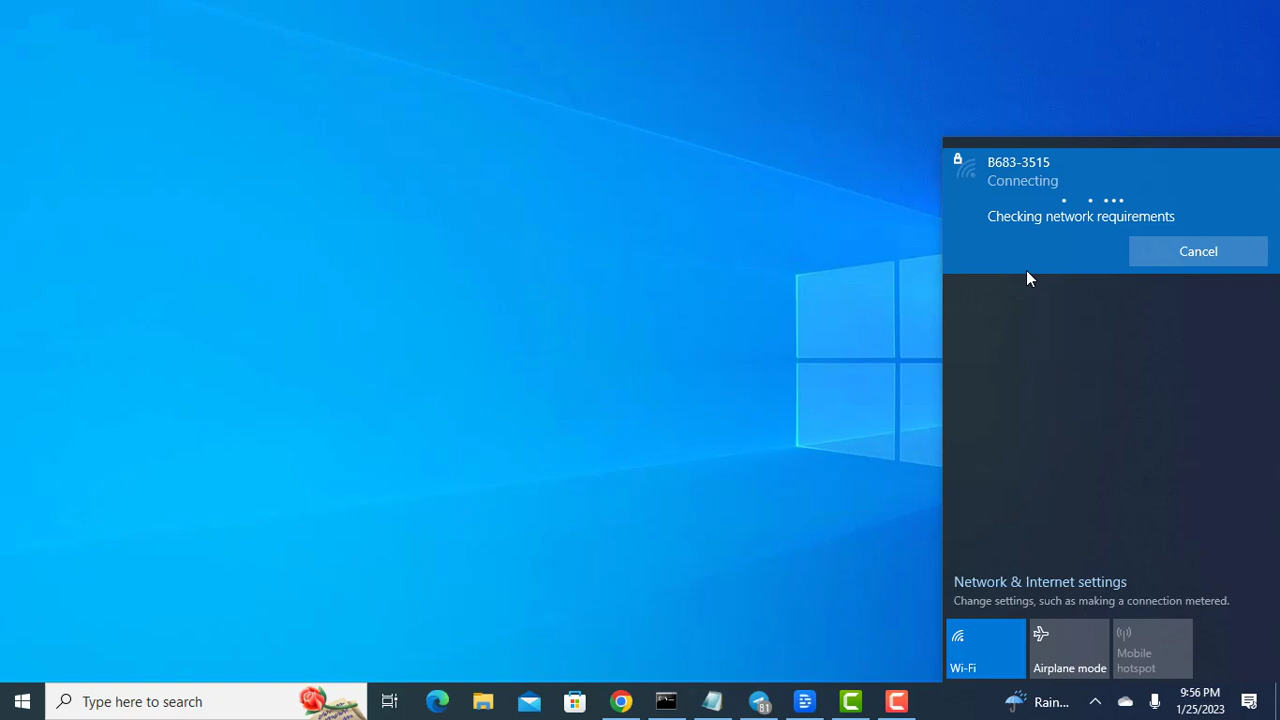 B683-3515
Connecting
Checking network requirements
Cancel
Network & Internet settings
Change settings, such as making a connection metered.
Wi-Fi
Airplane mode
Mobile
hotspot
Type here to search
81
Rain...
9:56 PM
1/25/2023